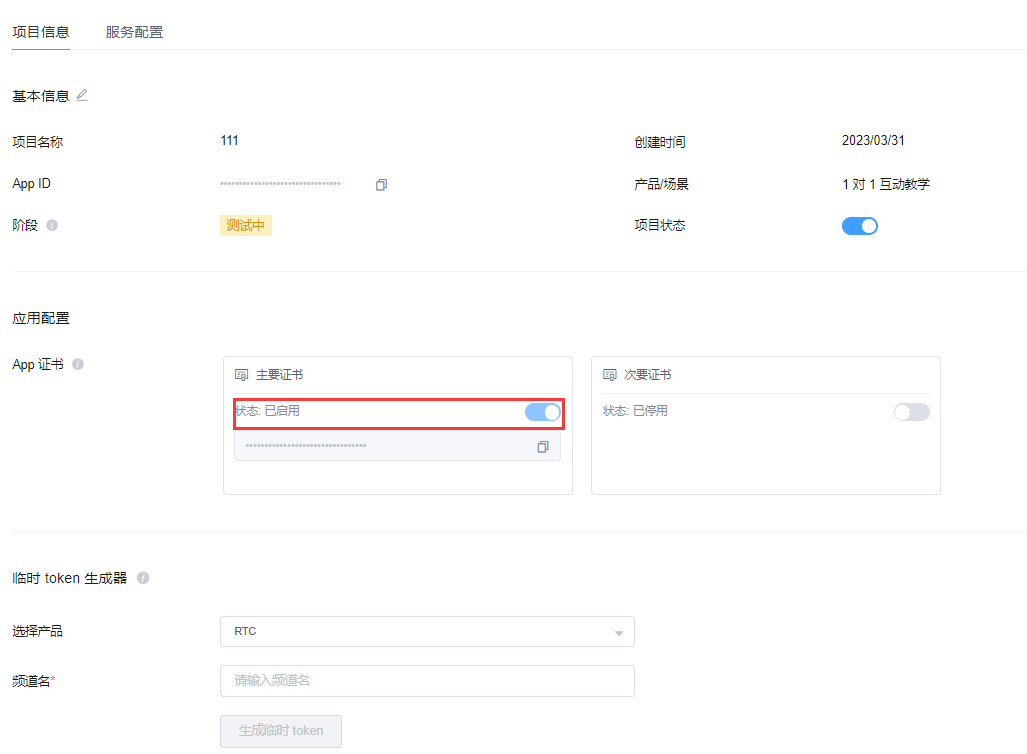 项目信息 服务配置
基本信息
项目名称 111 创建时间 2023/03/31
App ID ······························· 产品/场景 1 对 1 互动教学
阶段 测试中 项目状态
应用配置
App 证书
主要证书 次要证书
状态: 已启用 状态: 已停用
·······························
临时 token 生成器
选择产品 RTC
频道名* 请输入频道名
生成临时 token